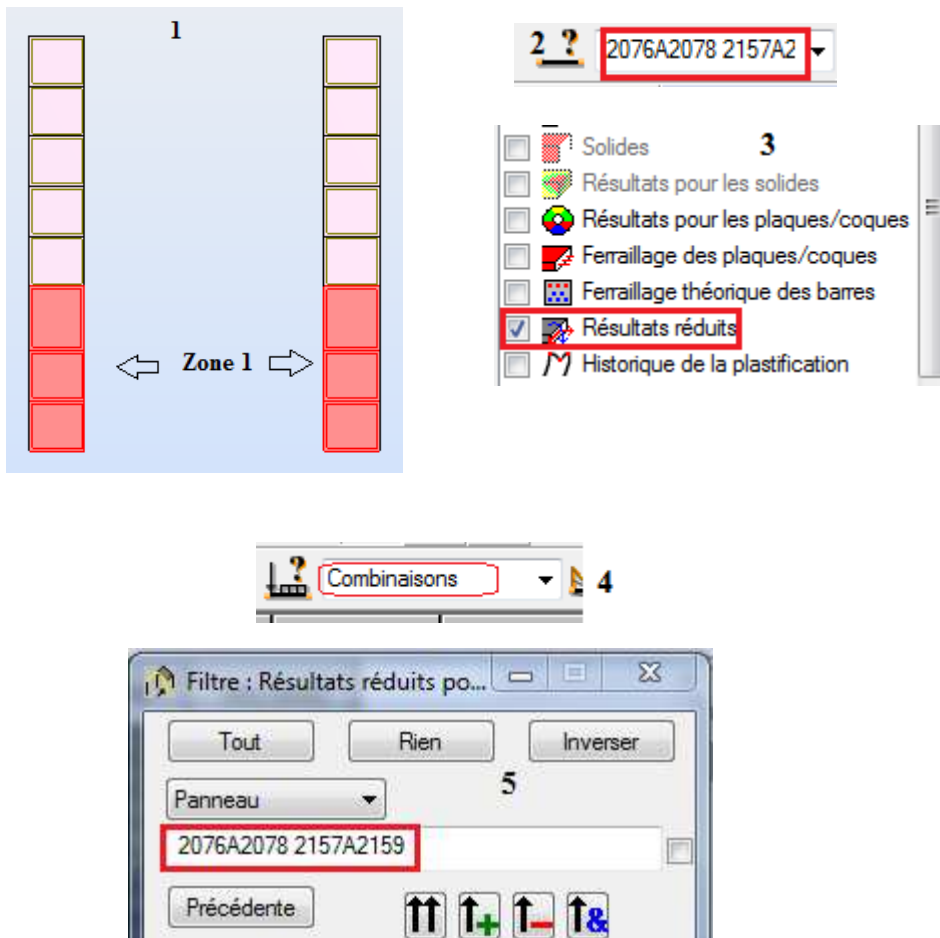 1
Zone 1
2 ? 2076A2078 2157A2
Solides 3
Résultats pour les solides
Résultats pour les plaques/coques
Ferraillage des plaques/coques
Ferraillage théorique des barres
Résultats réduits
Historique de la plastification
? Combinaisons 4
Filtre : Résultats réduits po...
Tout Rien Inverser
5
Panneau
2076A2078 2157A2159
Précédente + - &